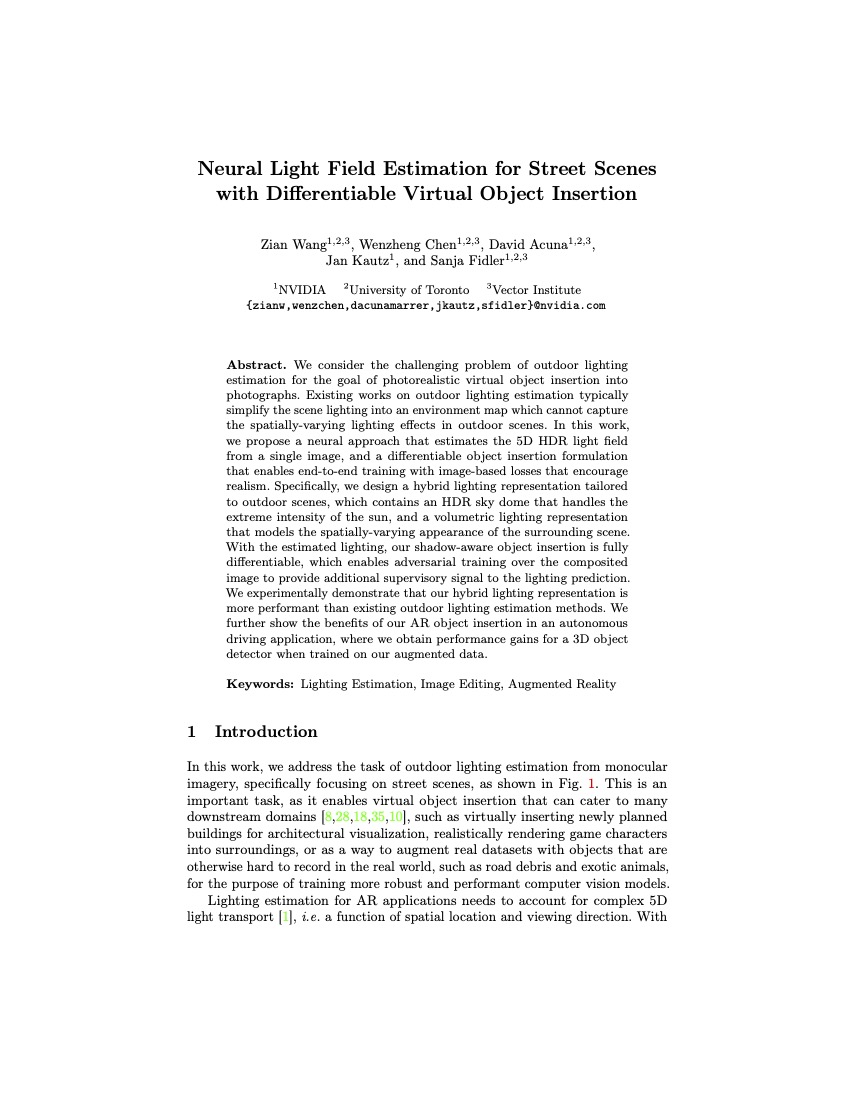 Neural Light Field Estimation for Street Scenes
with Differentiable Virtual Object Insertion
Zian Wang1,2,3, Wenzheng Chen1,2,3, David Acuna1,2,3,
Jan Kautz1, and Sanja Fidler1,2,3
1NVIDIA 2University of Toronto 3Vector Institute
{zianw,wenzchen,dacunamarrer,jkautz,sfidler}@nvidia.com
Abstract. We consider the challenging problem of outdoor lighting
estimation for the goal of photorealistic virtual object insertion into
photographs. Existing works on outdoor lighting estimation typically
simplify the scene lighting into an environment map which cannot capture
the spatially-varying lighting effects in outdoor scenes. In this work,
we propose a neural approach that estimates the 5D HDR light field
from a single image, and a differentiable object insertion formulation
that enables end-to-end training with image-based losses that encourage
realism. Specifically, we design a hybrid lighting representation tailored
to outdoor scenes, which contains an HDR sky dome that handles the
extreme intensity of the sun, and a volumetric lighting representation
that models the spatially-varying appearance of the surrounding scene.
With the estimated lighting, our shadow-aware object insertion is fully
differentiable, which enables adversarial training over the composited
image to provide additional supervisory signal to the lighting prediction.
We experimentally demonstrate that our hybrid lighting representation is
more performant than existing outdoor lighting estimation methods. We
further show the benefits of our AR object insertion in an autonomous
driving application, where we obtain performance gains for a 3D object
detector when trained on our augmented data.
Keywords: Lighting Estimation, Image Editing, Augmented Reality
1 Introduction
In this work, we address the task of outdoor lighting estimation from monocular
imagery, specifically focusing on street scenes, as shown in Fig. 1. This is an
important task, as it enables virtual object insertion that can cater to many
downstream domains [8,28,18,35,10], such as virtually inserting newly planned
buildings for architectural visualization, realistically rendering game characters
into surroundings, or as a way to augment real datasets with objects that are
otherwise hard to record in the real world, such as road debris and exotic animals,
for the purpose of training more robust and performant computer vision models.
Lighting estimation for AR applications needs to account for complex 5D
light transport [1], i.e. a function of spatial location and viewing direction. With